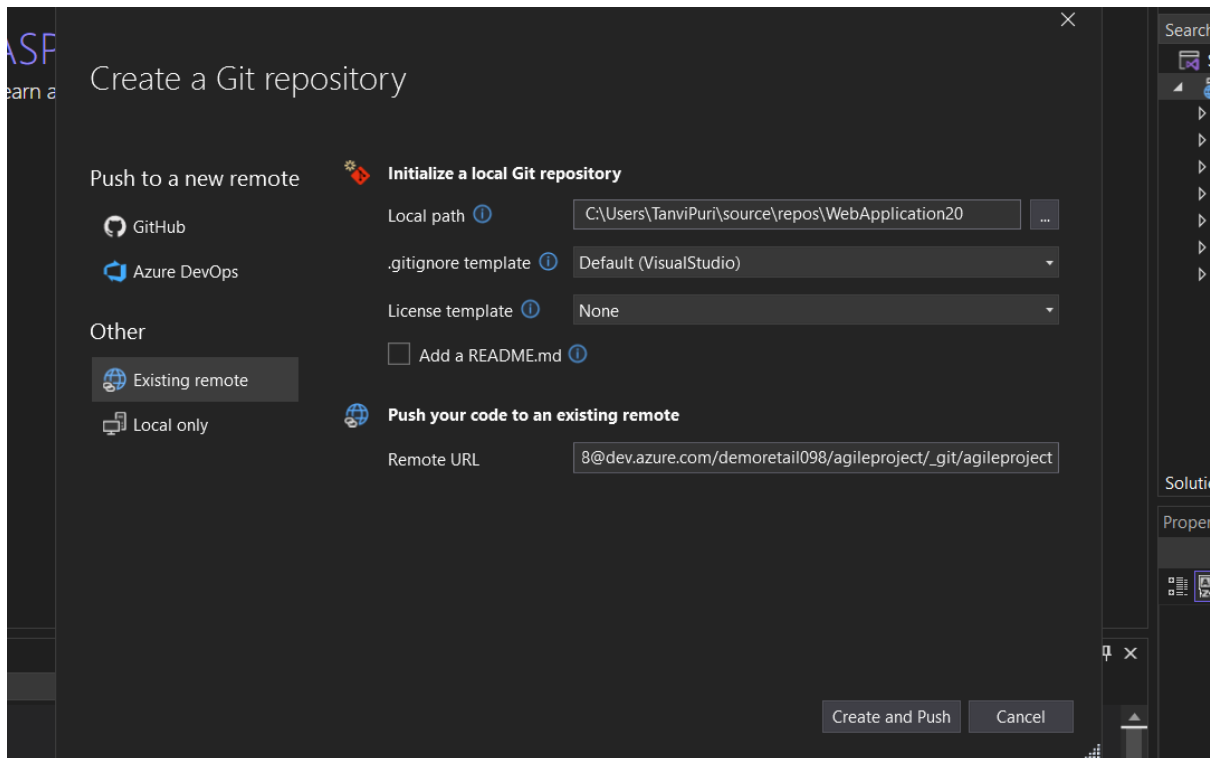 Create a Git repository
Push to a new remote
GitHub
Azure DevOps
Other
Existing remote
Local only
Initialize a local Git repository
Local path
C:\Users\TanviPuri\source\repos\WebApplication20
...
.gitignore template
Default (VisualStudio)
License template
None
Add a README.md
Push your code to an existing remote
Remote URL
8@dev.azure.com/demoretail098/agileproject/_git/agileproject
Create and Push
Cancel
ASP
earn a
Search
Soluti
Proper